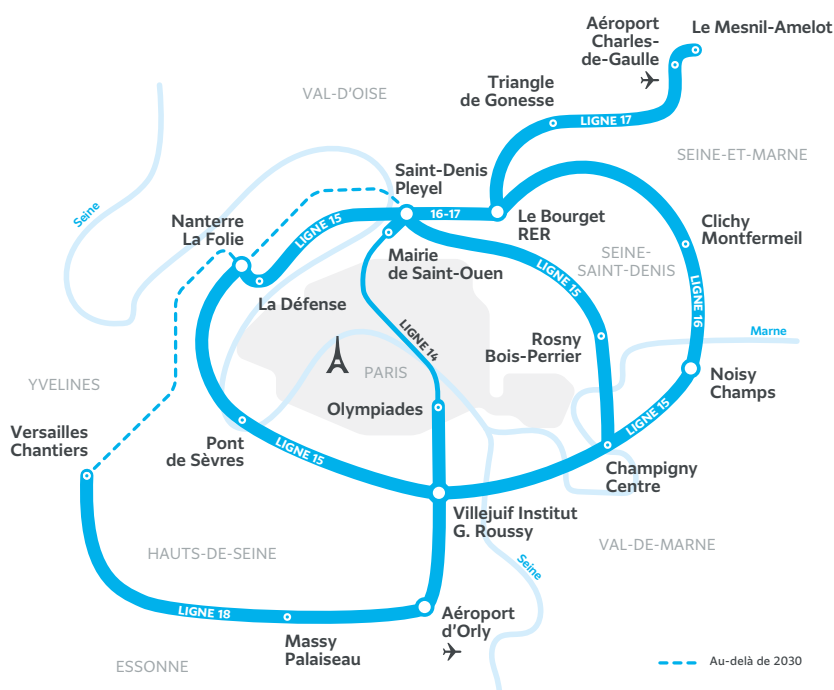 Aéroport
Charles-
de-Gaulle
Le Mesnil-Amelot
Triangle
de Gonesse
VAL-D'OISE
LIGNE 17
SEINE-ET-MARNE
Saint-Denis
Pleyel
Seine
Nanterre
La Folie
LIGNE 15
16-17
Le Bourget
RER
Clichy
Montfermeil
Mairie
de Saint-Ouen
SEINE-
SAINT-DENIS
LIGNE 15
La Défense
LIGNE 16
LIGNE 14
Rosny
Bois-Perrier
Marne
YVELINES
PARIS
Noisy
Champs
Olympiades
LIGNE 15
Versailles
Chantiers
Pont
de Sèvres
LIGNE 15
Champigny
Centre
Villejuif Institut
G. Roussy
HAUTS-DE-SEINE
VAL-DE-MARNE
Seine
LIGNE 18
Aéroport
d'Orly
Massy
Palaiseau
ESSONNE
Au-delà de 2030